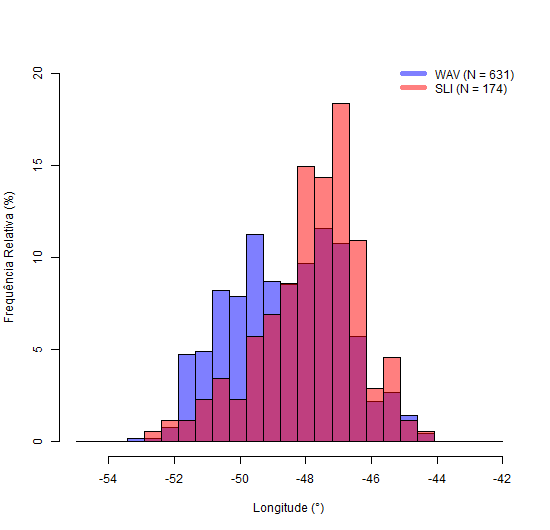 WAV (N = 631)
SLI (N = 174)
Frequência Relativa (%)
20
15
10
5
0
-54 -52 -50 -48 -46 -44 -42
Longitude (°)